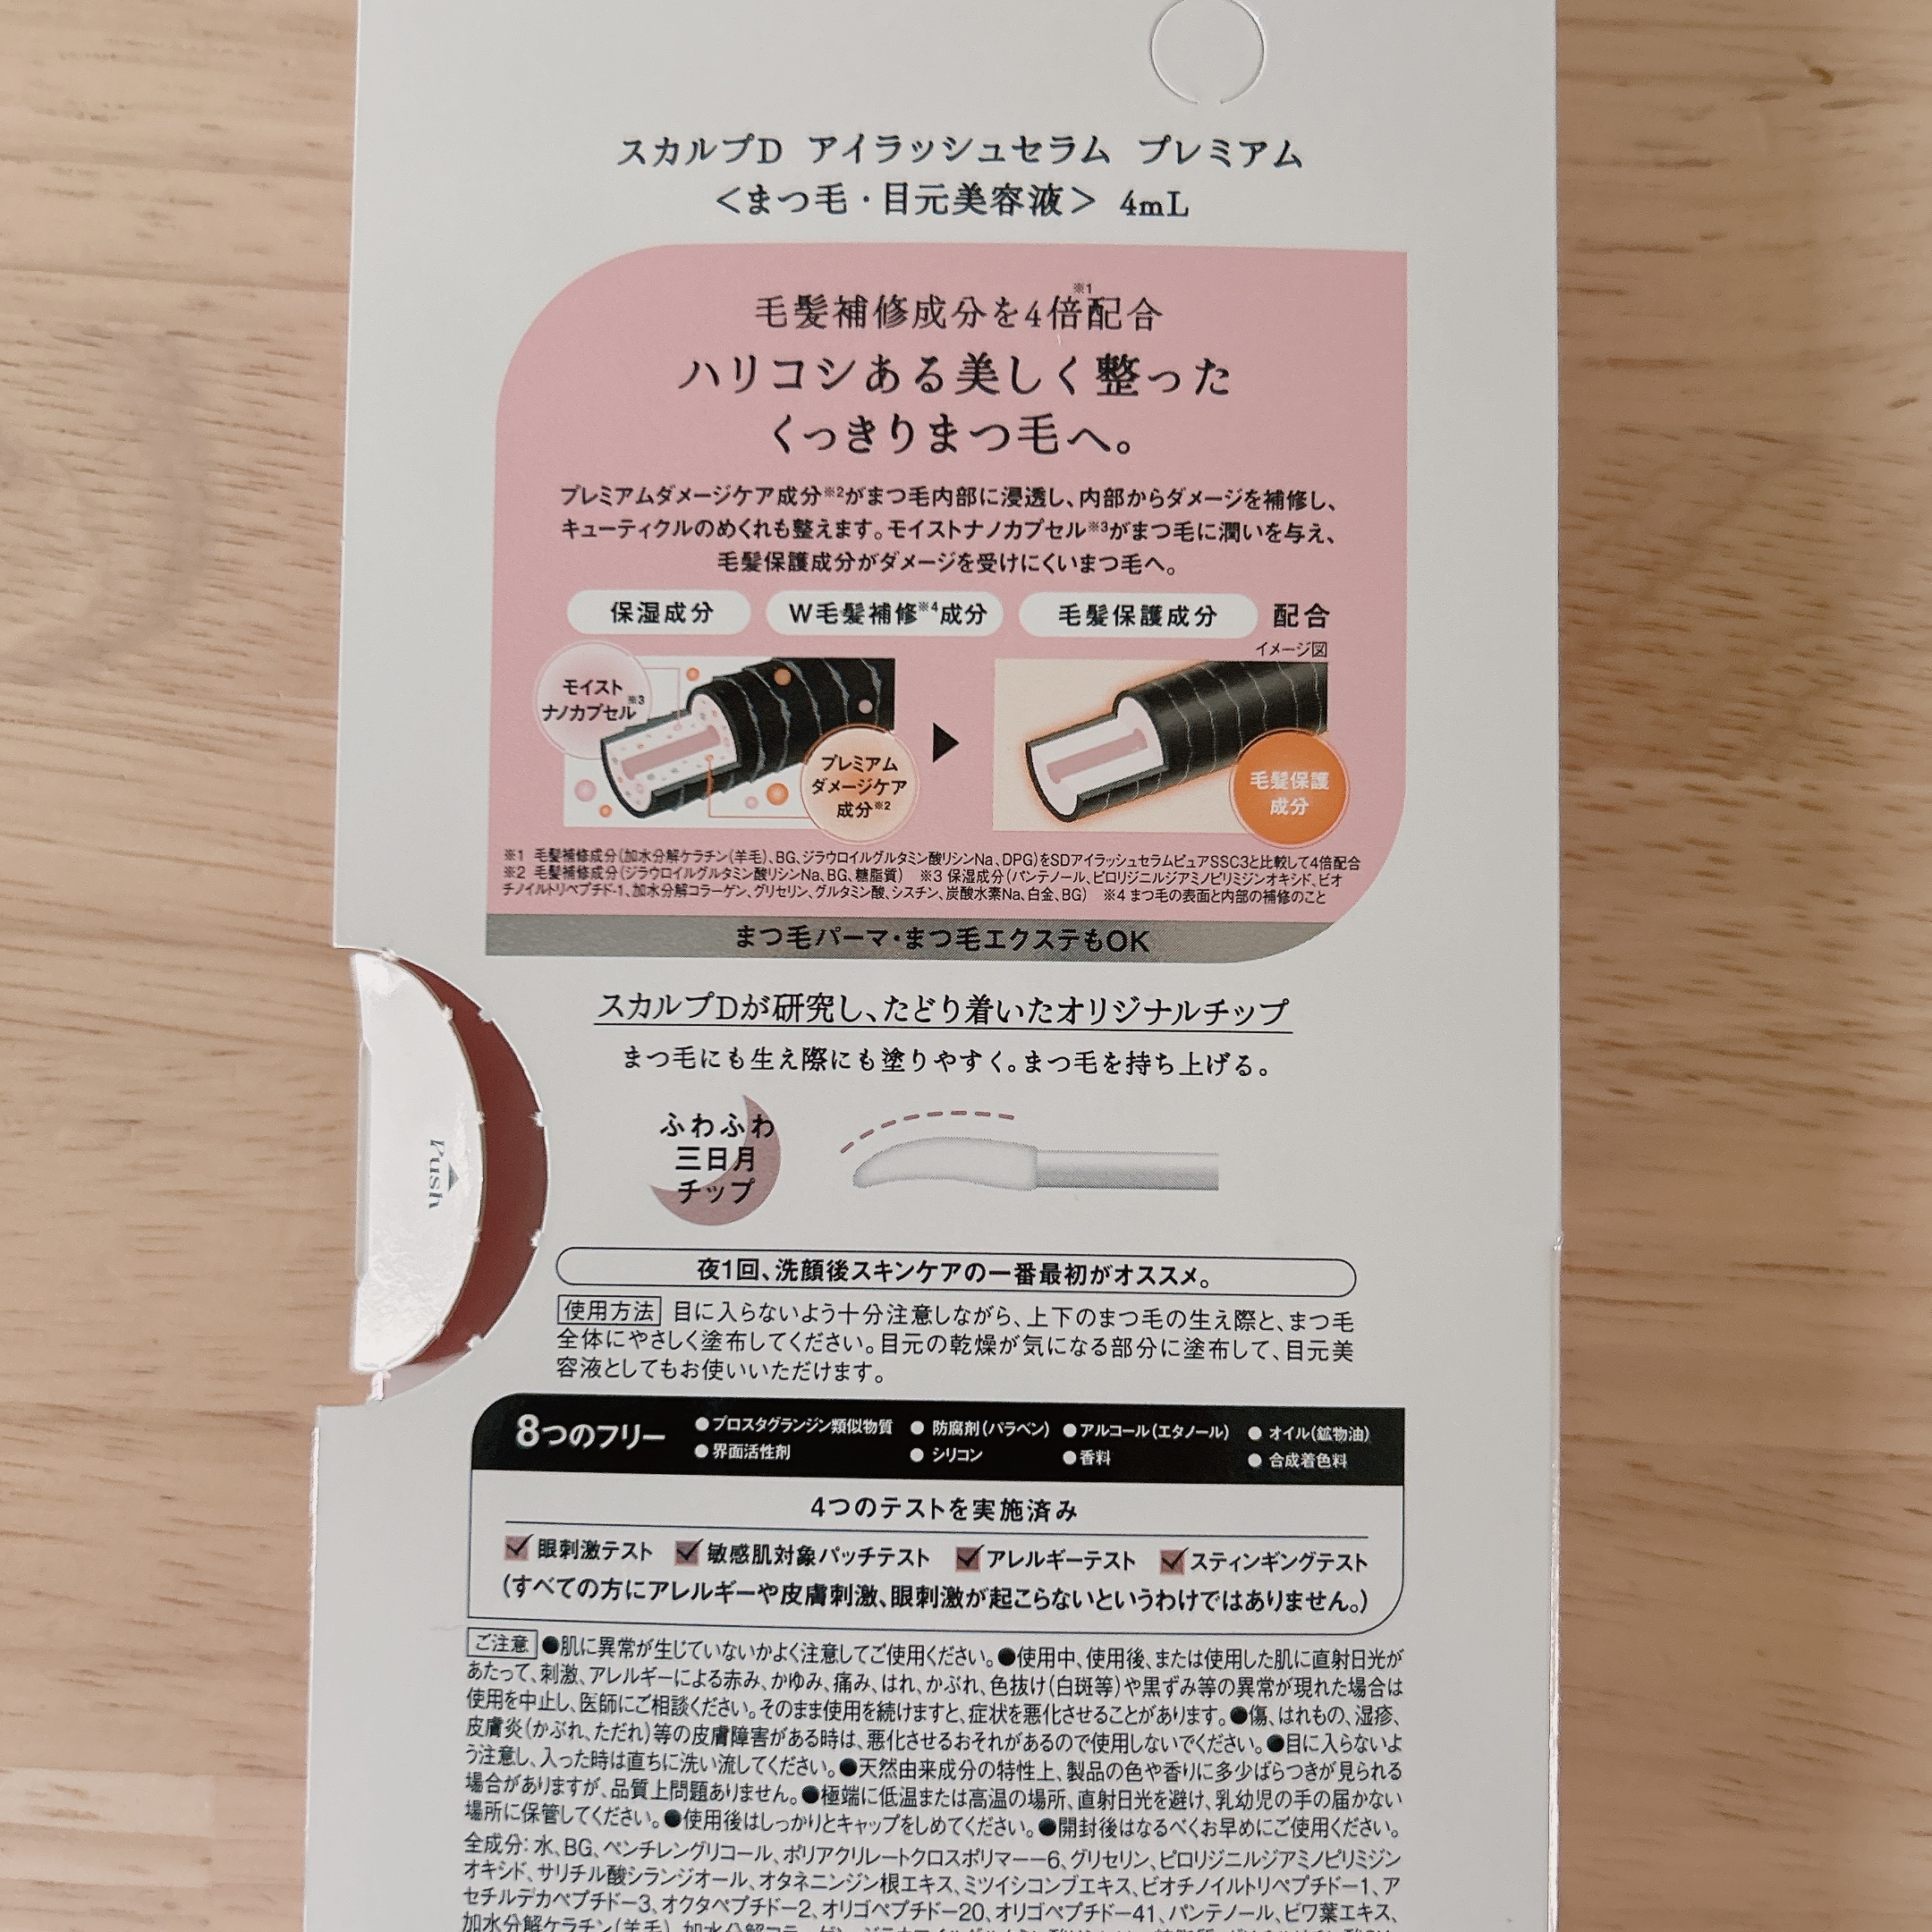 スカルプD アイラッシュセラム プレミアム
＜まつ毛・目元美容液＞ 4mL
毛髪補修成分を4倍※1配合
ハリコシある美しく整った
くっきりまつ毛へ。
プレミアムダメージケア成分※2がまつ毛内部に浸透し、内部からダメージを補修し、
キューティクルのめくれも整えます。モイストナノカプセル※3がまつ毛に潤いを与え、
毛髪保護成分がダメージを受けにくいまつ毛へ。
保湿成分 W毛髪補修※4成分 毛髪保護成分 配合
イメージ図
モイスト
ナノカプセル※3
プレミアム
ダメージケア
成分※2
毛髪保護
成分
※1 毛髪補修成分(加水分解ケラチン(羊毛)、BG、ジラウロイルグルタミン酸リシンNa、DPG)をSDアイラッシュセラムピュアSSC3と比較して4倍配合
※2 毛髪補修成分(ジラウロイルグルタミン酸リシンNa、BG、糖脂質) ※3 保湿成分(パンテノール、ピロリジニルジアミノピリミジンオキシド、ビオ
チノイルトリペプチド-1、加水分解コラーゲン、グリセリン、グルタミン酸、シスチン、炭酸水素Na、白金、BG) ※4 まつ毛の表面と内部の補修のこと
まつ毛パーマ・まつ毛エクステもOK
スカルプDが研究し、たどり着いたオリジナルチップ
まつ毛にも生え際にも塗りやすく。まつ毛を持ち上げる。
Push
ふわふわ
三日月
チップ
夜1回、洗顔後スキンケアの一番最初がオススメ。
使用方法 目に入らないよう十分注意しながら、上下のまつ毛の生え際と、まつ毛
全体にやさしく塗布してください。目元の乾燥が気になる部分に塗布して、目元美
容液としてもお使いいただけます。
8つのフリー ●プロスタグランジン類似物質 ●防腐剤(パラベン) ●アルコール(エタノール) ●オイル(鉱物油)
●界面活性剤 ●シリコン ●香料 ●合成着色料
4つのテストを実施済み
眼刺激テスト 敏感肌対象パッチテスト アレルギーテスト スティンギングテスト
(すべての方にアレルギーや皮膚刺激、眼刺激が起こらないというわけではありません。)
ご注意 ●肌に異常が生じていないかよく注意してご使用ください。●使用中、使用後、または使用した肌に直射日光が
あたって、刺激、アレルギーによる赤み、かゆみ、痛み、はれ、かぶれ、色抜け(白斑等)や黒ずみ等の異常が現れた場合は
使用を中止し、医師にご相談ください。そのまま使用を続けますと、症状を悪化させることがあります。●傷、はれもの、湿疹、
皮膚炎(かぶれ、ただれ)等の皮膚障害がある時は、悪化させるおそれがあるので使用しないでください。●目に入らないよ
う注意し、入った時は直ちに洗い流してください。●天然由来成分の特性上、製品の色や香りに多少ばらつきが見られる
場合がありますが、品質上問題ありません。●極端に低温または高温の場所、直射日光を避け、乳幼児の手の届かない
場所に保管してください。●使用後はしっかりとキャップをしめてください。●開封後はなるべくお早めにご使用ください。
全成分：水、BG、ペンチレングリコール、ポリアクリレートクロスポリマー−6、グリセリン、ピロリジニルジアミノピリミジン
オキシド、サリチル酸シランジオール、オタネニンジン根エキス、ミツイシコンブエキス、ビオチノイルトリペプチド−1、ア
セチルデカペプチド−3、オクタペプチド−2、オリゴペプチド−20、オリゴペプチド−41、パンテノール、ビワ葉エキス、
加水分解ケラチン(羊毛)、加水分解コラーゲン